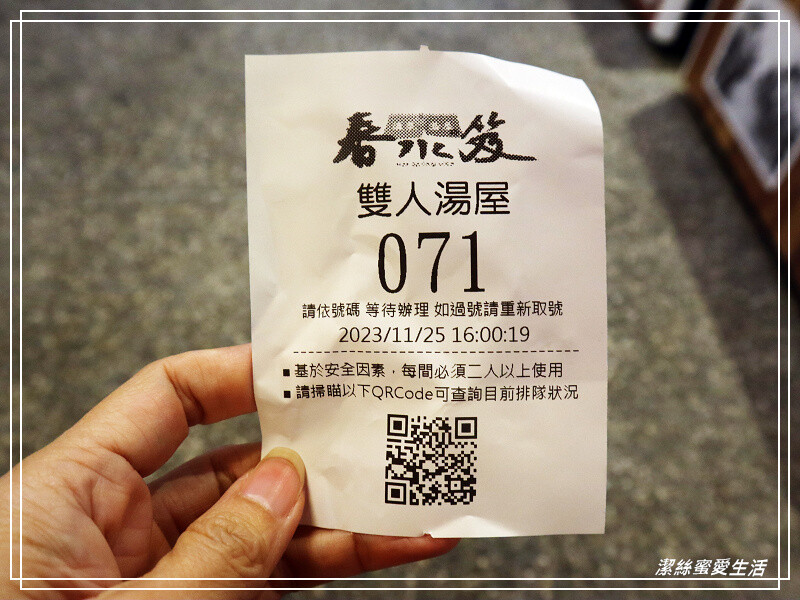 春水笈
雙人湯屋
071
請依號碼 等待辦理 如過號請重新取號
2023/11/25 16:00:19
■ 基於安全因素，每間必須二人以上使用
■ 請掃瞄以下QRCode可查詢目前排隊狀況
潔絲蜜愛生活